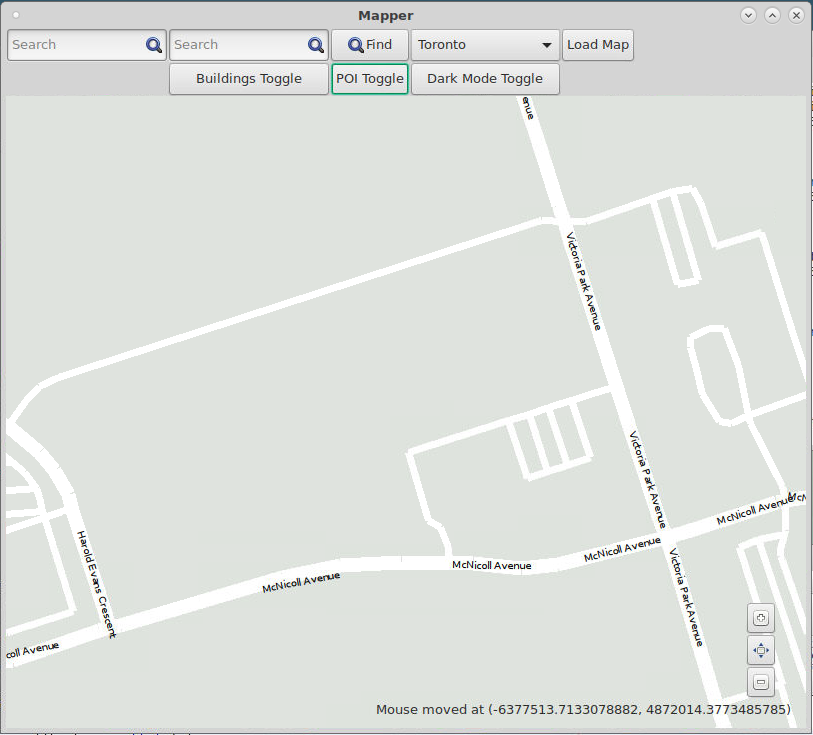 Mapper
Search
Search
Find
Toronto
Load Map
Buildings Toggle
POI Toggle
Dark Mode Toggle
enue
Victoria Park Avenue
Victoria Park Avenue
McNicoll Avenue
McNicoll Avenue
McNicoll Avenue
McNicoll Avenue
Harold Evans Crescent
Victoria Park Avenue
coll Avenue
Mouse moved at (-6377513.7133078882, 4872014.3773485785)